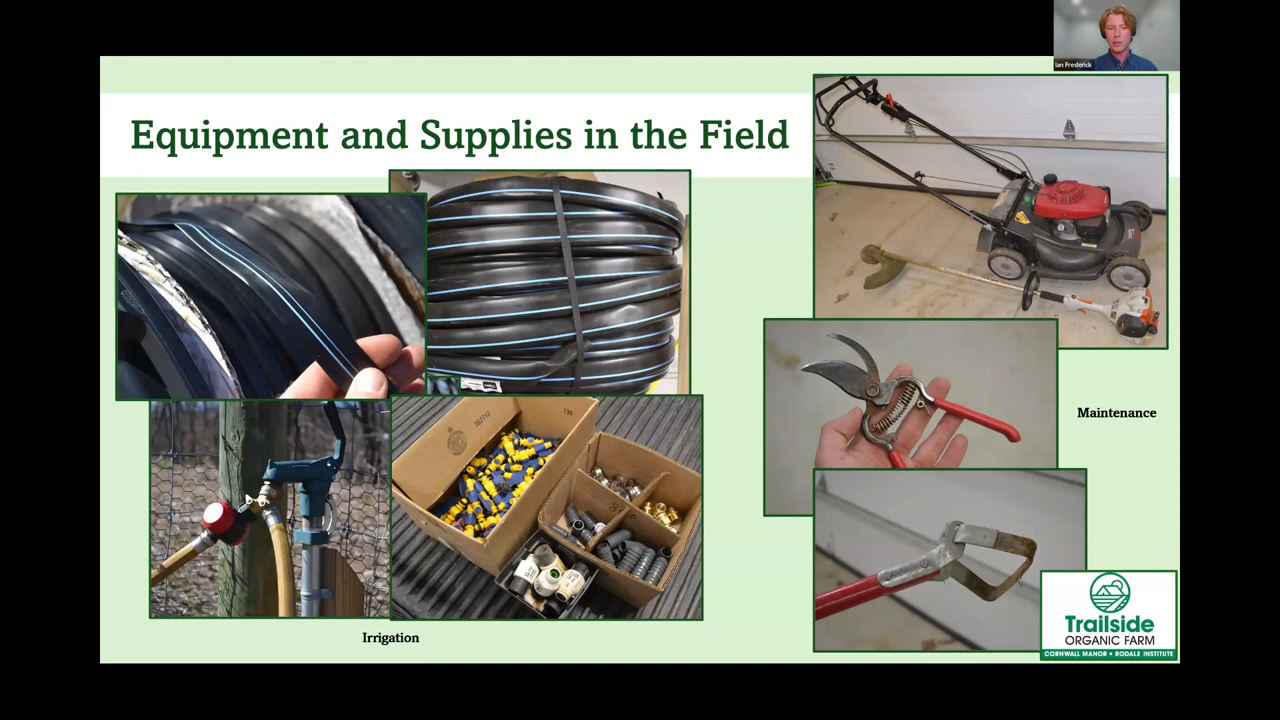 Ian Frederick
Equipment and Supplies in the Field
Irrigation
Maintenance
Trailside
ORGANIC FARM
CORNWALL MANOR • RODALE INSTITUTE